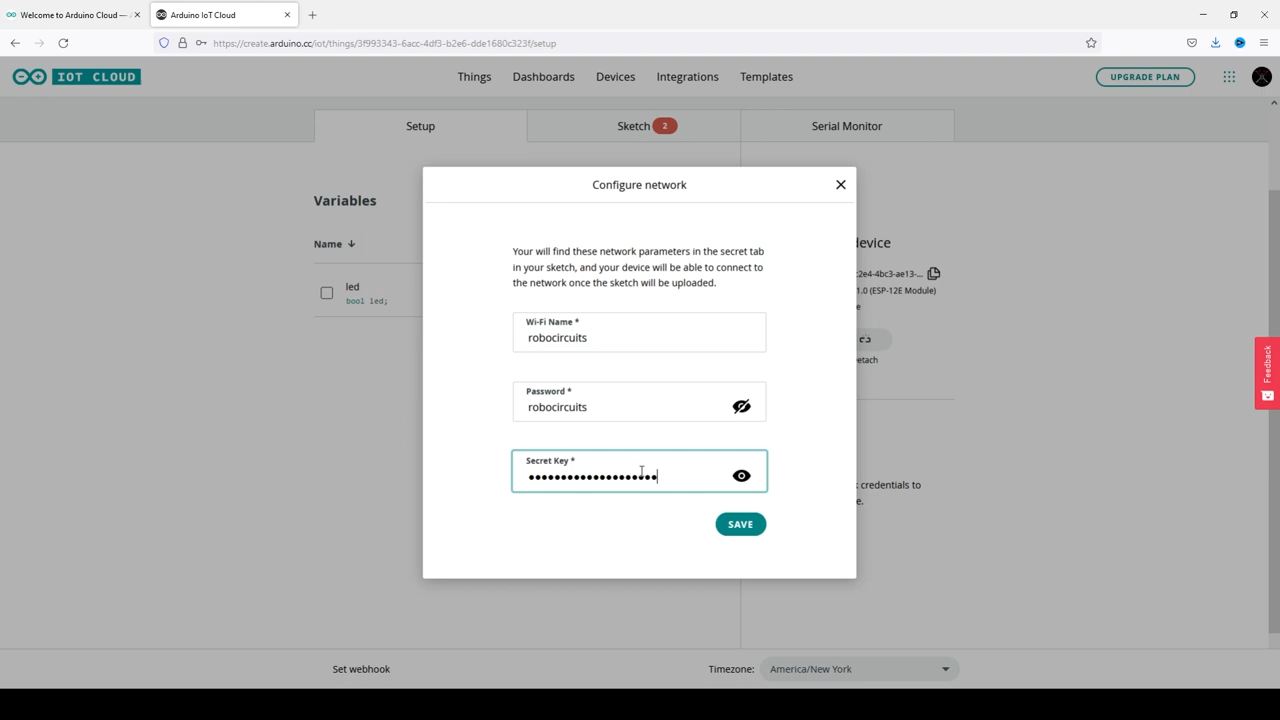 Welcome to Arduino Cloud —
Arduino IoT Cloud
https://create.arduino.cc/iot/things/3f993343-6acc-4df3-b2e6-dde1680c323f/setup
IOT CLOUD
Things
Dashboards
Devices
Integrations
Templates
UPGRADE PLAN
Setup
Sketch 2
Serial Monitor
Configure network
Variables
Name
led
bool led;
Your will find these network parameters in the secret tab
in your sketch, and your device will be able to connect to
the network once the sketch will be uploaded.
Wi-Fi Name *
robocircuits
Password *
robocircuits
Secret Key *
••••••••••••••••••••
SAVE
device
:2e4-4bc3-ae13-...
1.0 (ESP-12E Module)
e
etach
credentials to
e.
Feedback
Set webhook
Timezone:
America/New York